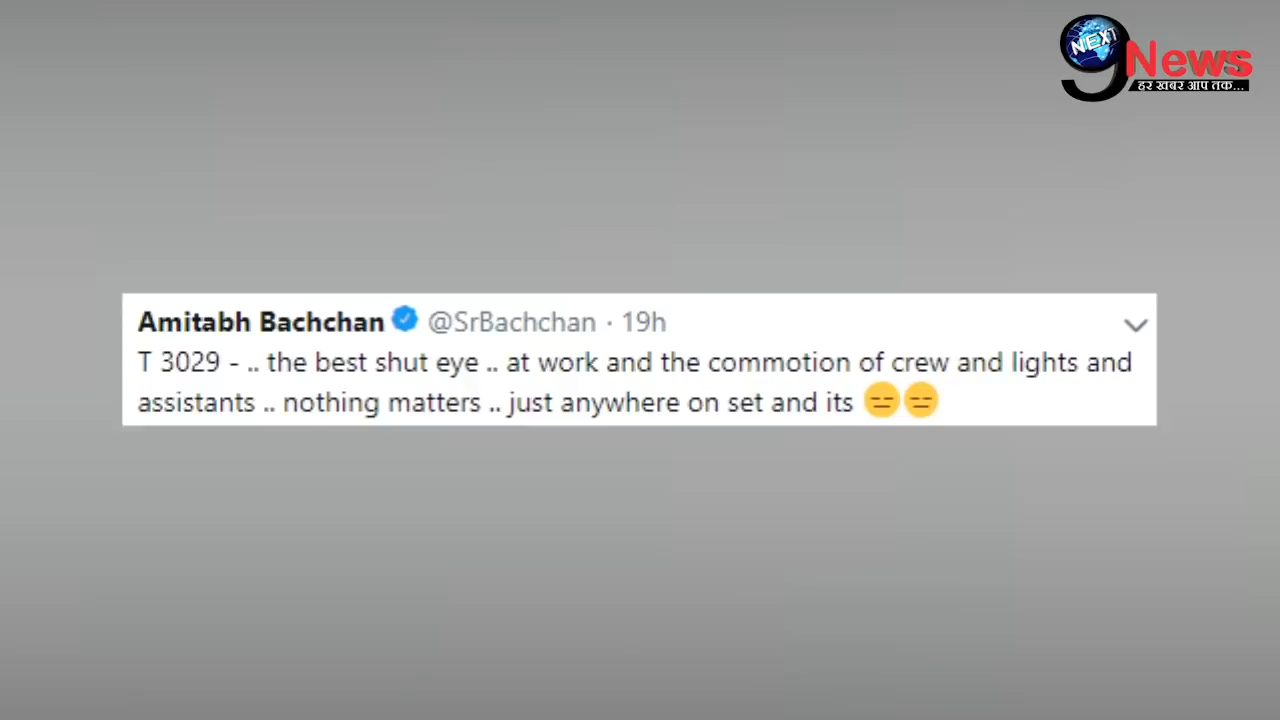 NEXT
9 News
हर खबर आप तक...
Amitabh Bachchan @SrBachchan · 19h
T 3029 - .. the best shut eye .. at work and the commotion of crew and lights and
assistants .. nothing matters .. just anywhere on set and its 😑😑